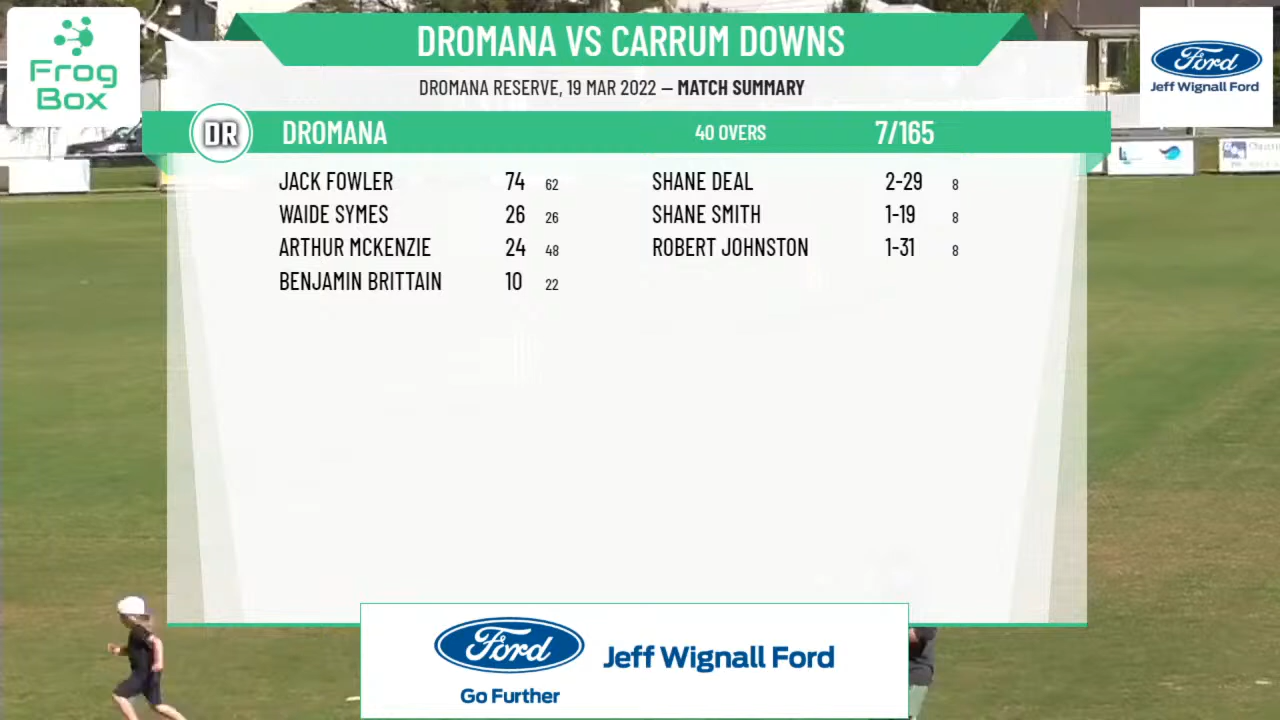 Frog
Box
DROMANA VS CARRUM DOWNS
Ford
Jeff Wignall Ford
DROMANA RESERVE, 19 MAR 2022 – MATCH SUMMARY
DR DROMANA 40 OVERS 7/165
JACK FOWLER 74 62 SHANE DEAL 2-29 8
WAIDE SYMES 26 26 SHANE SMITH 1-19 8
ARTHUR MCKENZIE 24 48 ROBERT JOHNSTON 1-31 8
BENJAMIN BRITTAIN 10 22
Ford Jeff Wignall Ford
Go Further